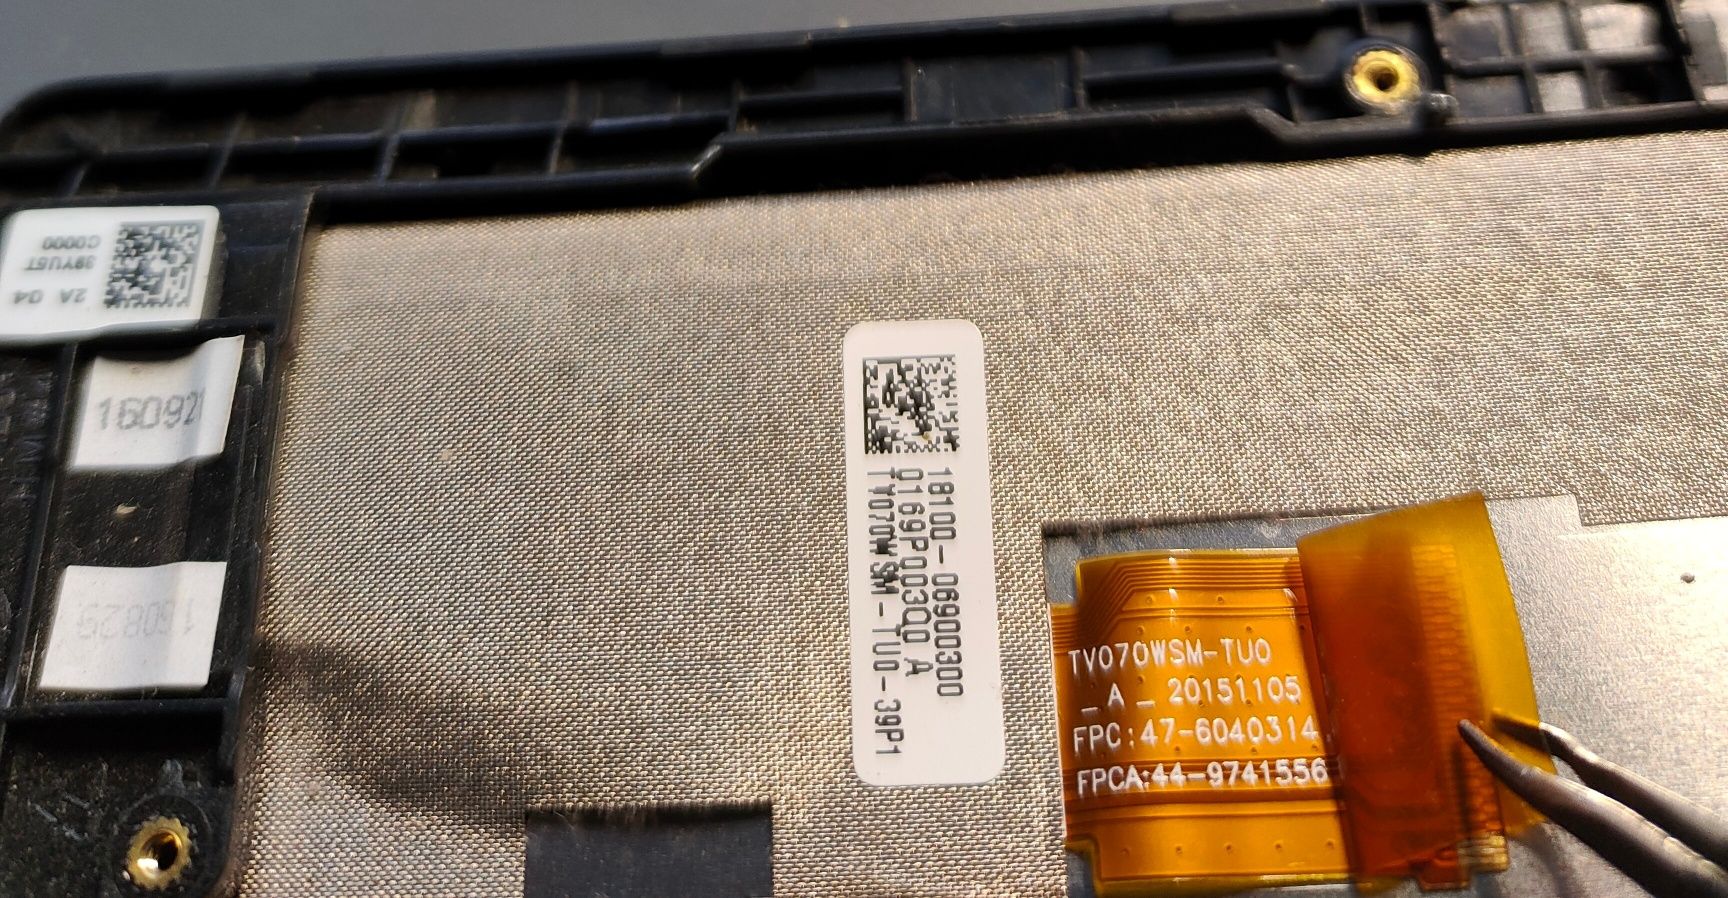 2A 04
39YU5T
C0000
160921
160829
18100-06900300
0169P003Q0 A
TV070WSM-TU0-39P1
TV070WSM-TU0
_A_ 20151105
FPC:47-6040314
FPCA:44-9741556